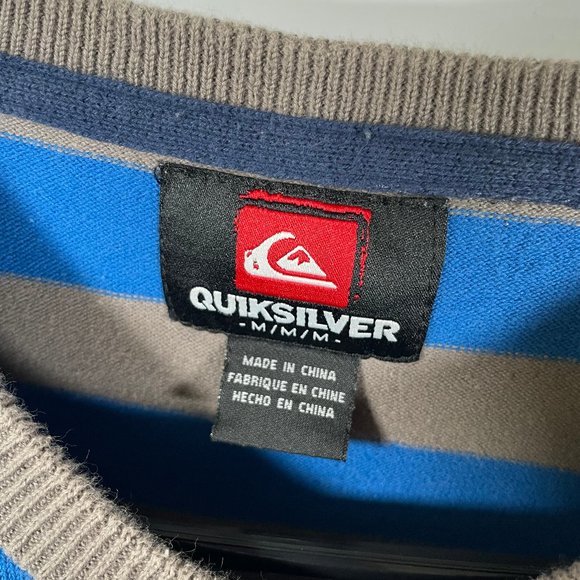 QUIKSILVER
- M/M/M -
MADE IN CHINA
FABRIQUE EN CHINE
HECHO EN CHINA